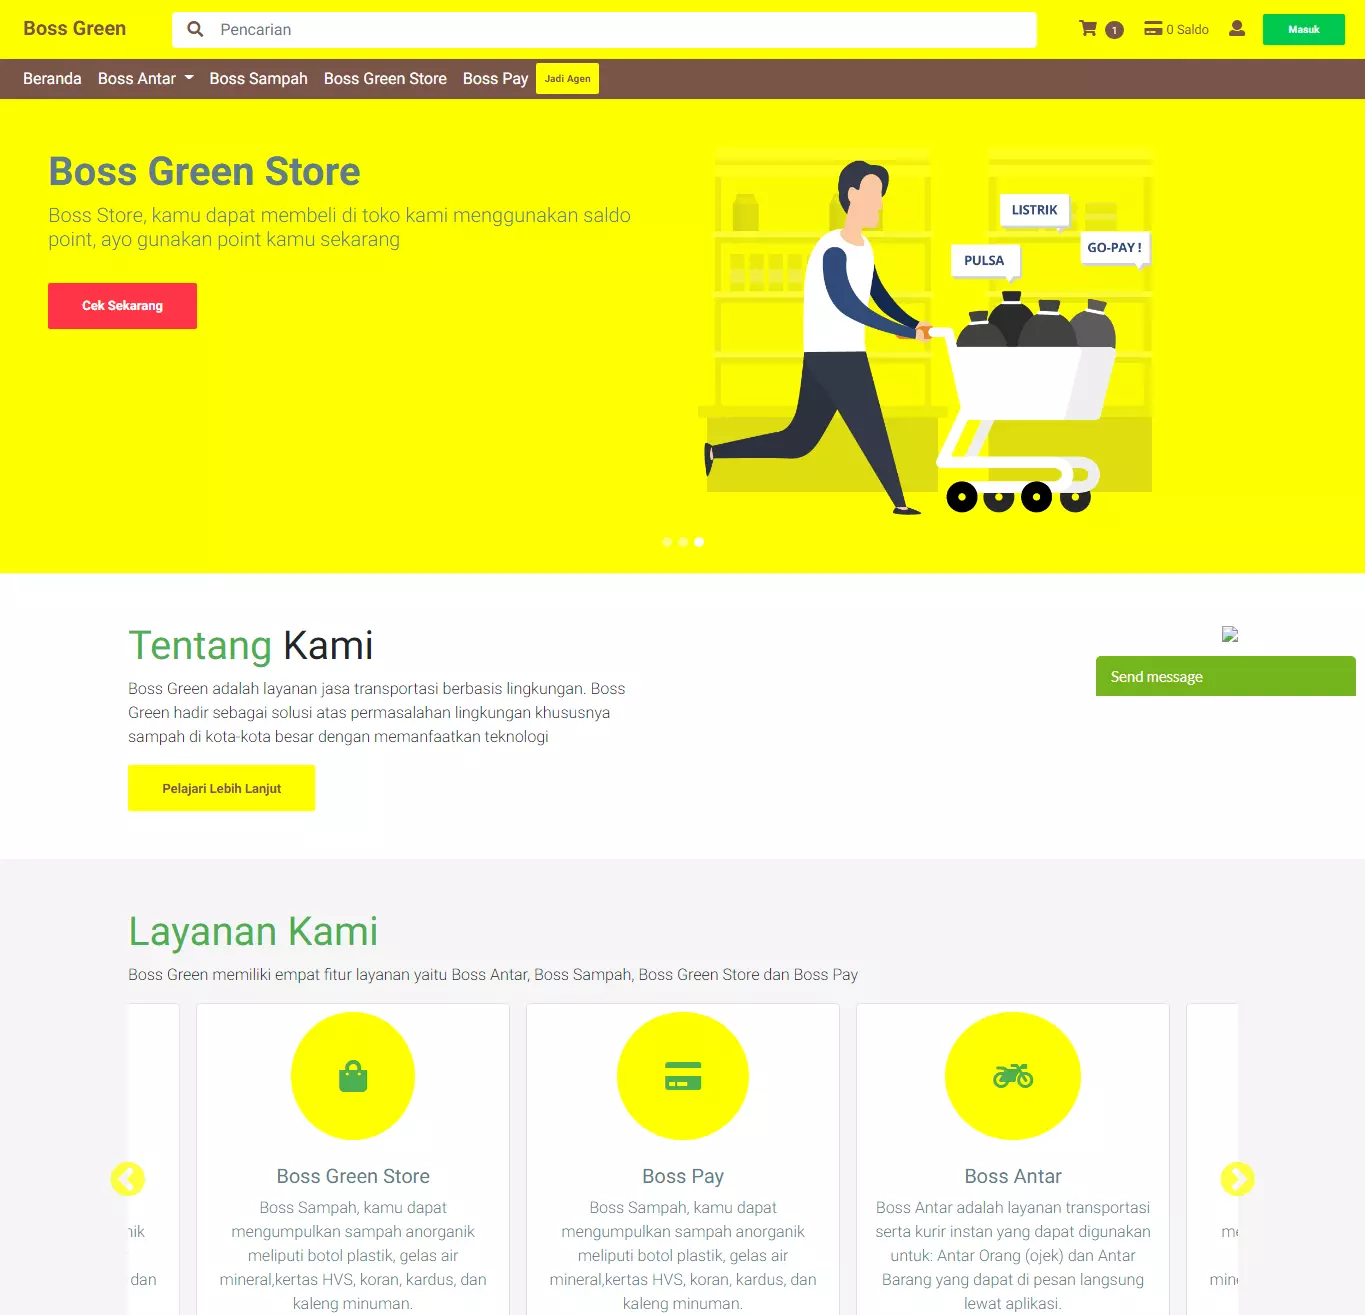 Boss Green
Pencarian
1
0 Saldo
Masuk
Beranda
Boss Antar
Boss Sampah
Boss Green Store
Boss Pay
Jadi Agen
Boss Green Store
Boss Store, kamu dapat membeli di toko kami menggunakan saldo
point, ayo gunakan point kamu sekarang
Cek Sekarang
LISTRIK
GO-PAY !
PULSA
Tentang Kami
Boss Green adalah layanan jasa transportasi berbasis lingkungan. Boss
Green hadir sebagai solusi atas permasalahan lingkungan khususnya
sampah di kota-kota besar dengan memanfaatkan teknologi
Pelajari Lebih Lanjut
Send message
Layanan Kami
Boss Green memiliki empat fitur layanan yaitu Boss Antar, Boss Sampah, Boss Green Store dan Boss Pay
dan
Boss Green Store
Boss Sampah, kamu dapat
mengumpulkan sampah anorganik
meliputi botol plastik, gelas air
mineral,kertas HVS, koran, kardus, dan
kaleng minuman.
Boss Pay
Boss Sampah, kamu dapat
mengumpulkan sampah anorganik
meliputi botol plastik, gelas air
mineral,kertas HVS, koran, kardus, dan
kaleng minuman.
Boss Antar
Boss Antar adalah layanan transportasi
serta kurir instan yang dapat digunakan
untuk: Antar Orang (ojek) dan Antar
Barang yang dapat di pesan langsung
lewat aplikasi.